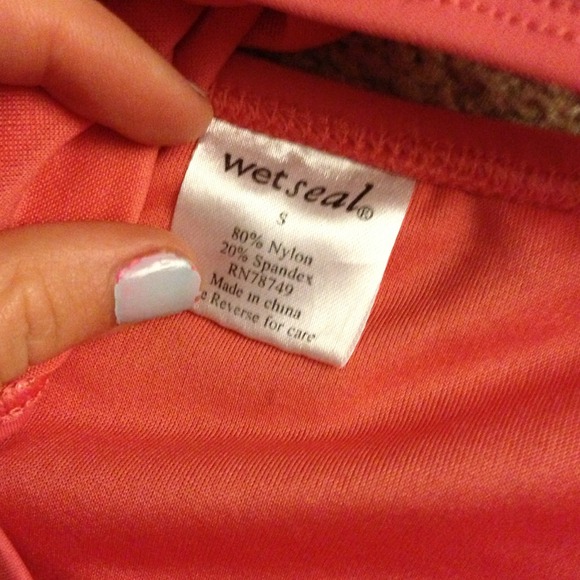 wetseal®
S
80% Nylon
20% Spandex
RN78749
Made in china
Reverse for care